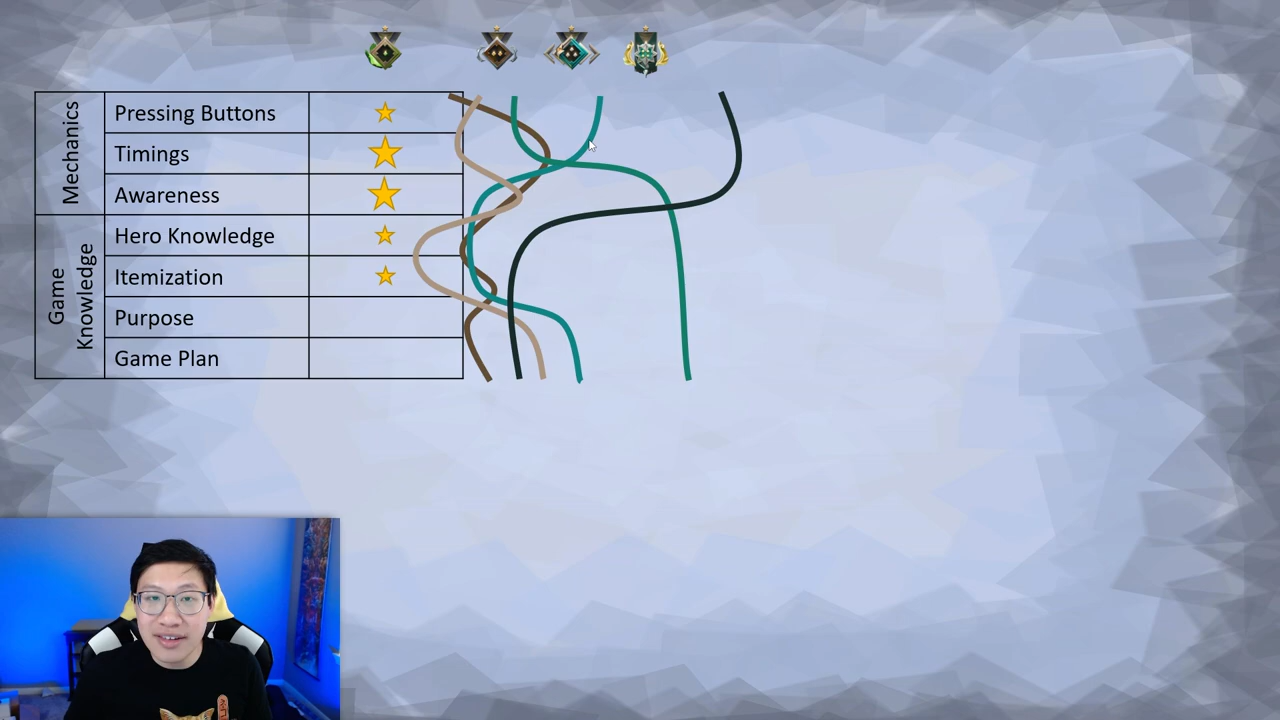 Mechanics
Pressing Buttons
Timings
Awareness
Game
Knowledge
Hero Knowledge
Itemization
Purpose
Game Plan